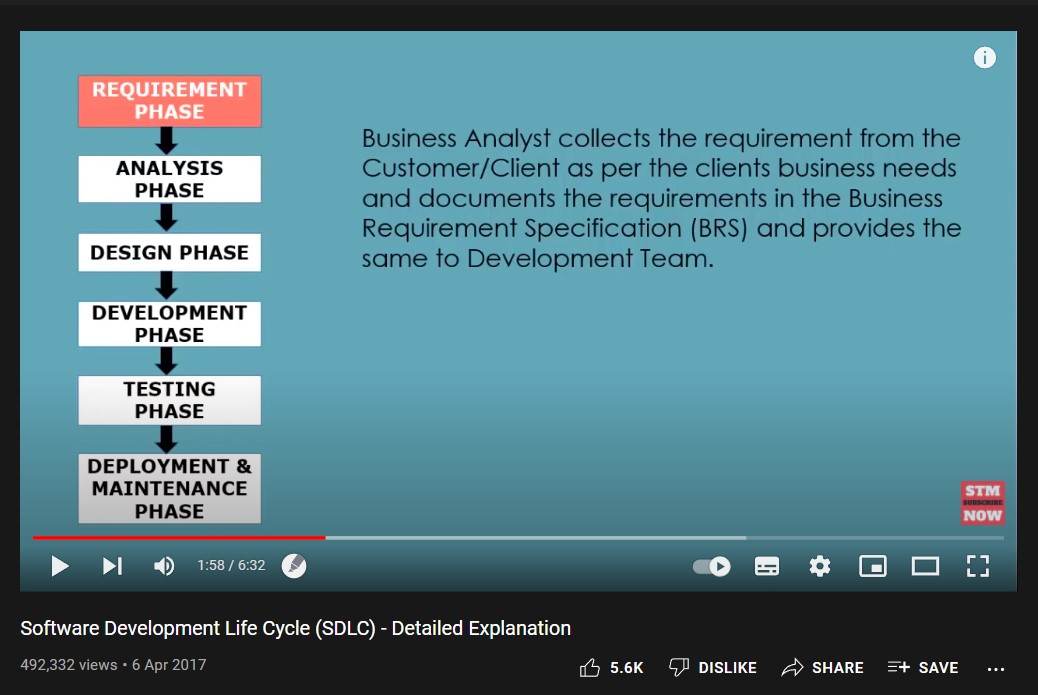 REQUIREMENT
PHASE
ANALYSIS
PHASE
DESIGN PHASE
DEVELOPMENT
PHASE
TESTING
PHASE
DEPLOYMENT &
MAINTENANCE
PHASE
Business Analyst collects the requirement from the
Customer/Client as per the clients business needs
and documents the requirements in the Business
Requirement Specification (BRS) and provides the
same to Development Team.
i
STM
SUBSCRIBE
NOW
1:58 / 6:32
Software Development Life Cycle (SDLC) - Detailed Explanation
492,332 views • 6 Apr 2017
5.6K DISLIKE SHARE SAVE